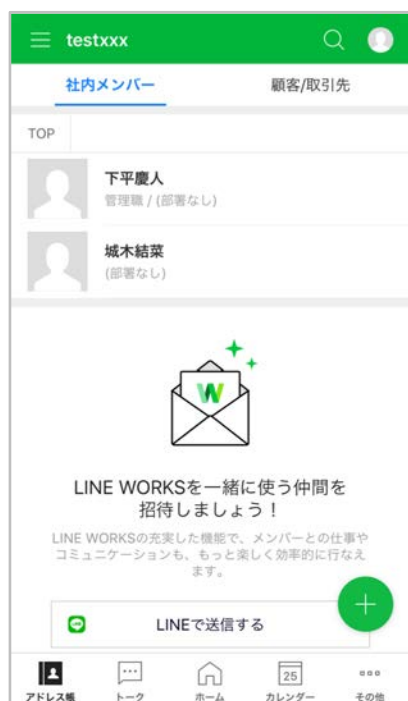 testxxx
社内メンバー
顧客/取引先
TOP
下平慶人
管理職 / (部署なし)
城木結菜
(部署なし)
W
LINE WORKSを一緒に使う仲間を
招待しましょう！
LINE WORKSの充実した機能で、メンバーとの仕事や
コミュニケーションも、もっと楽しく効率的に行なえ
ます。
LINE
LINEで送信する
25
アドレス帳
トーク
ホーム
カレンダー
その他